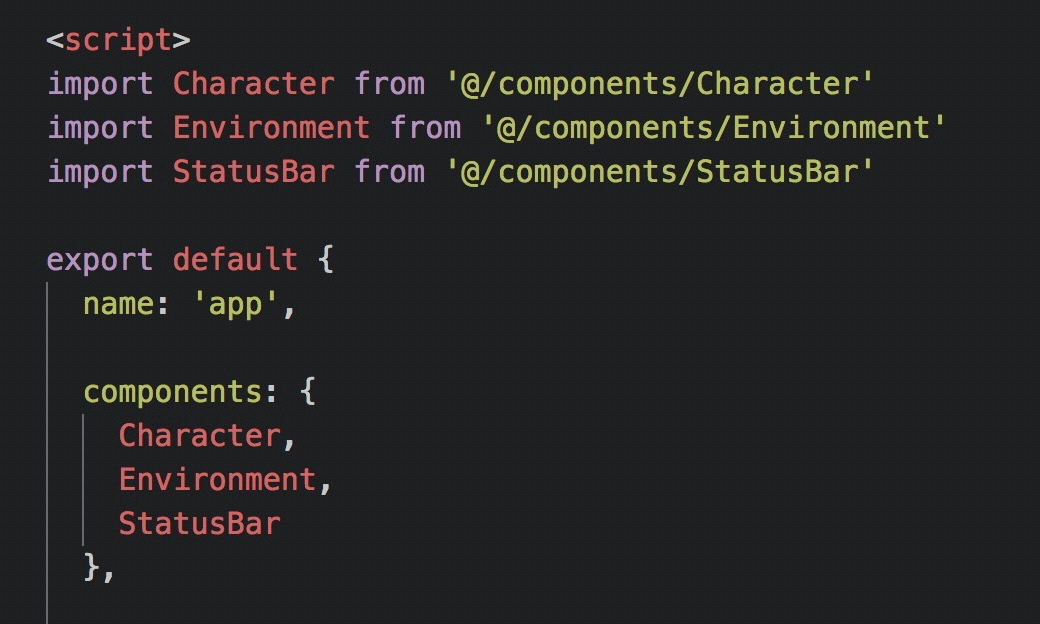 <script>
import Character from '@/components/Character'
import Environment from '@/components/Environment'
import StatusBar from '@/components/StatusBar'

export default {
  name: 'app',

  components: {
    Character,
    Environment,
    StatusBar
  },